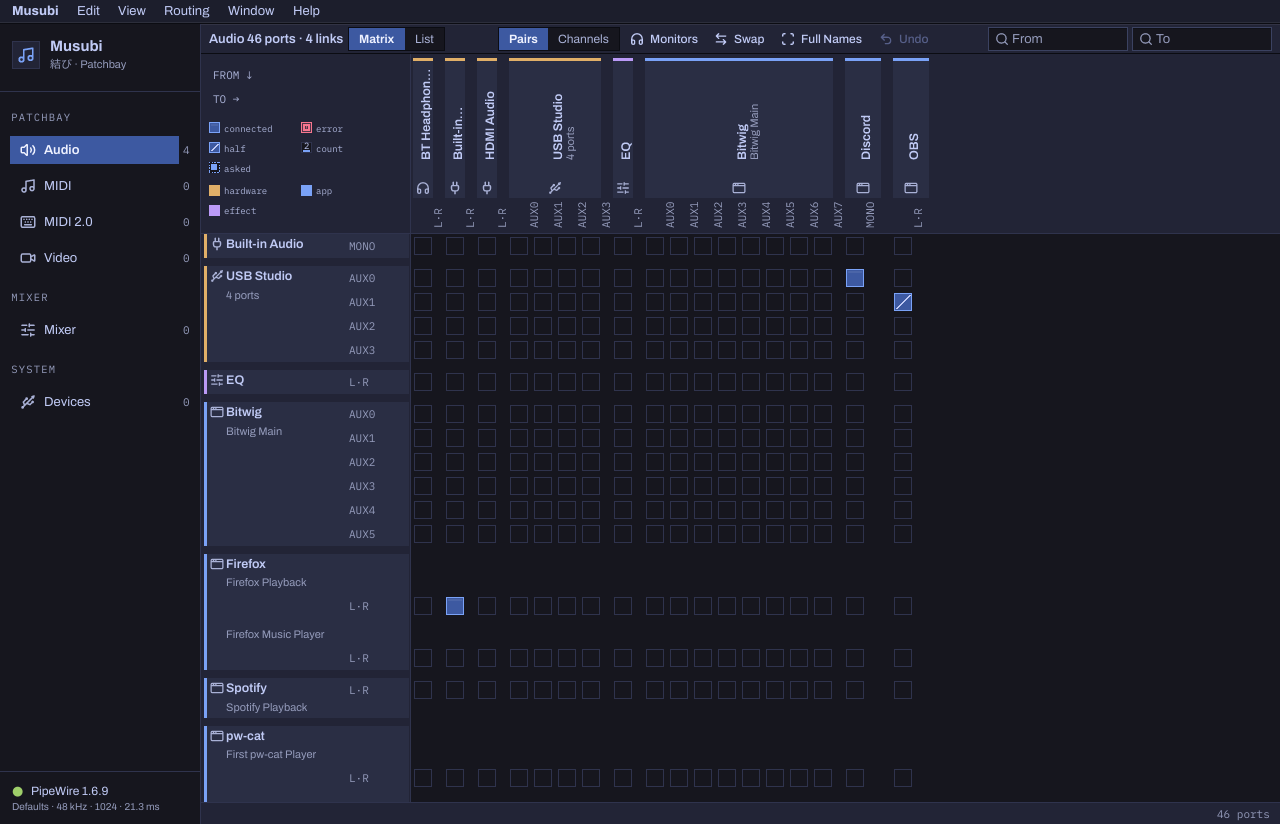 Musubi Edit View Routing Window Help
Musubi
結び · Patchbay
PATCHBAY
Audio 4
MIDI 0
MIDI 2.0 0
Video 0
MIXER
Mixer 0
SYSTEM
Devices 0
PipeWire 1.6.9
Defaults · 48 kHz · 1024 · 21.3 ms
Audio 46 ports · 4 links Matrix List Pairs Channels Monitors Swap Full Names Undo From To
FROM ↓
TO →
connected error
half 2 count
asked
hardware app
effect
BT Headphon…
Built-in…
HDMI Audio
USB Studio
4 ports
EQ
Bitwig
Bitwig Main
Discord
OBS
L·R L·R L·R AUX0 AUX1 AUX2 AUX3 L·R AUX0 AUX1 AUX2 AUX3 AUX4 AUX5 AUX6 AUX7 MONO L·R
Built-in Audio MONO
USB Studio AUX0
4 ports AUX1
AUX2
AUX3
EQ L·R
Bitwig AUX0
Bitwig Main AUX1
AUX2
AUX3
AUX4
AUX5
Firefox
Firefox Playback
L·R
Firefox Music Player
L·R
Spotify L·R
Spotify Playback
pw-cat
First pw-cat Player
L·R
46 ports